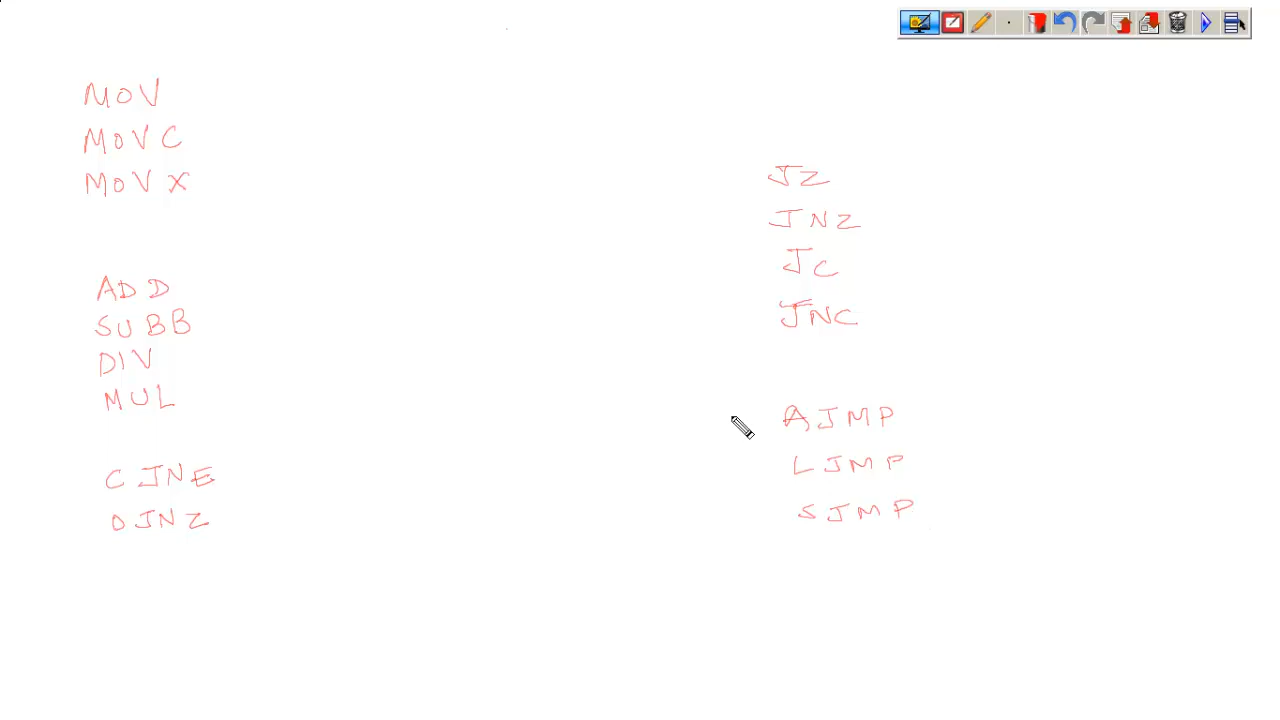 MOV
MOVC
MOVX
ADD
SUBB
DIV
MUL
CJNE
DJNZ
JZ
JNZ
JC
JNC
AJMP
LJMP
SJMP